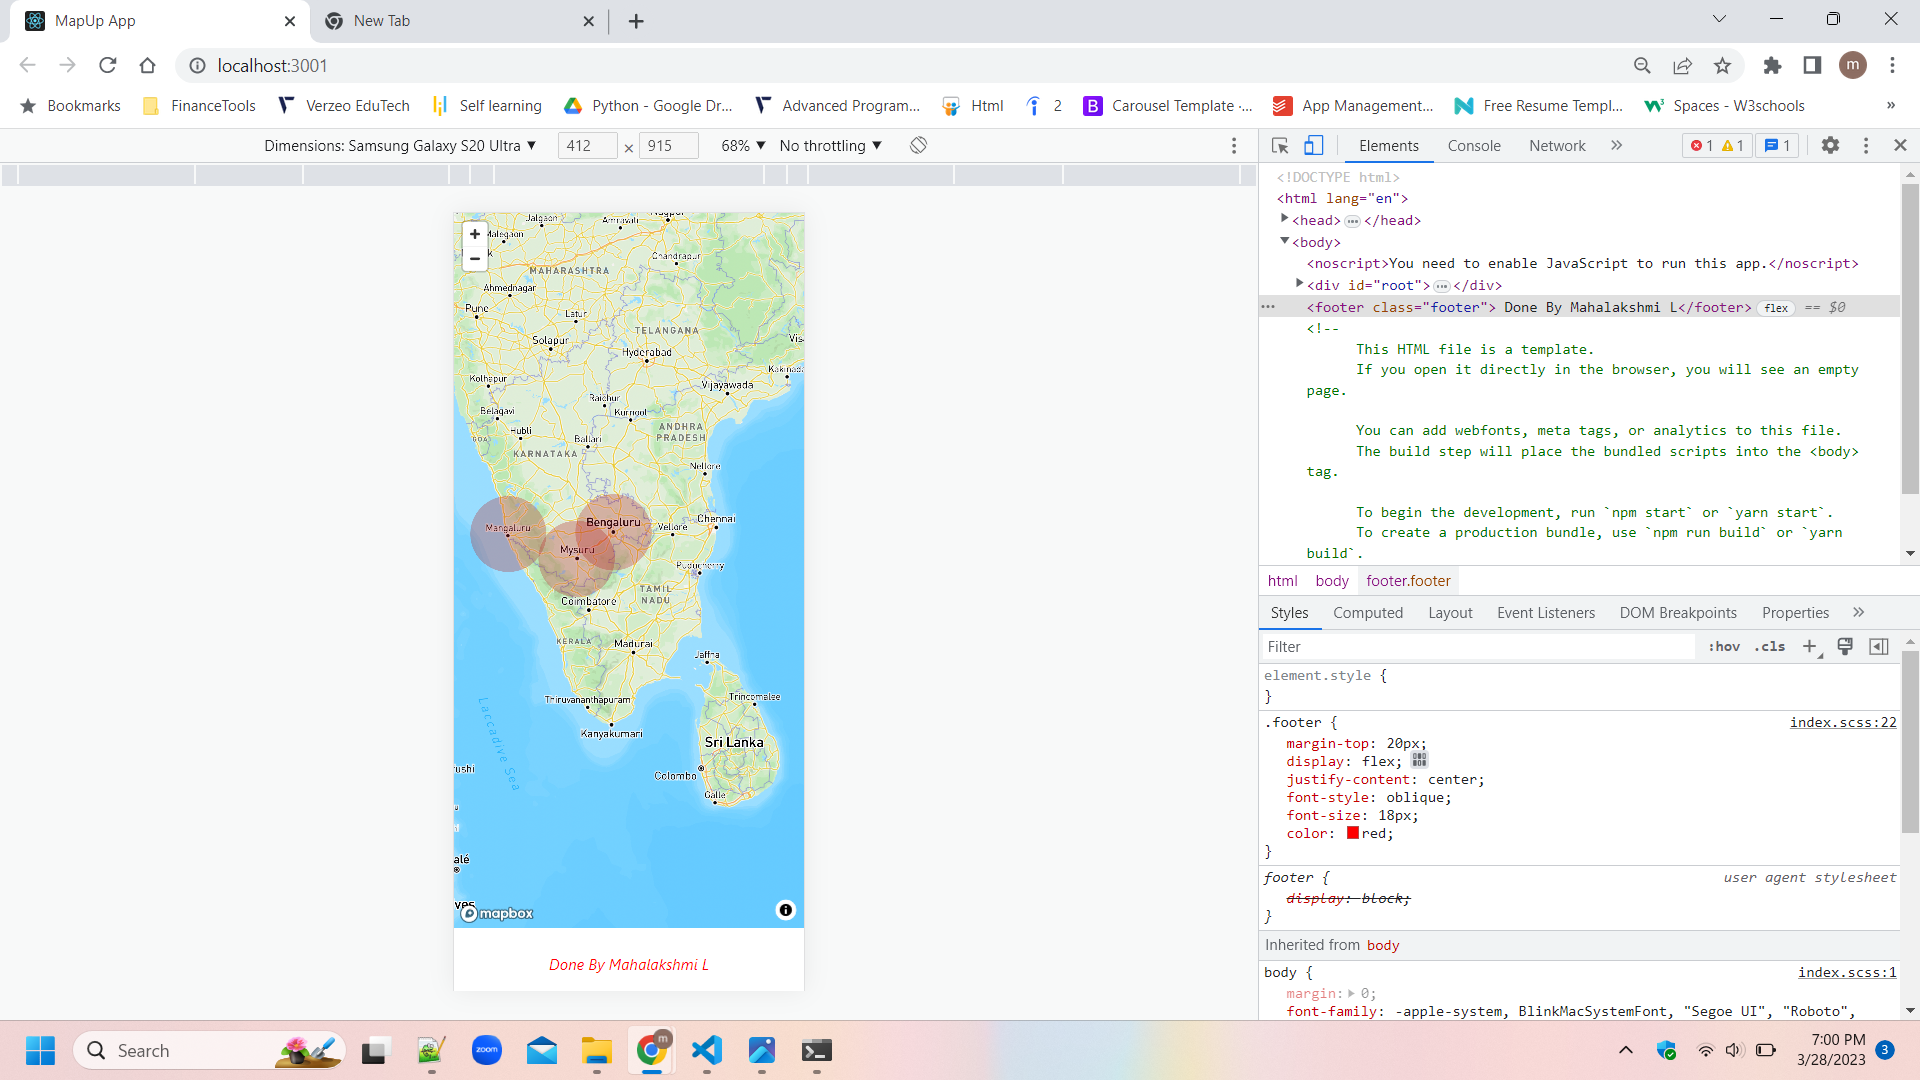 MapUp App
New Tab
localhost:3001
m
Bookmarks
FinanceTools
Verzeo EduTech
Self learning
Python - Google Dr...
Advanced Program...
Html
2
Carousel Template ·...
App Management...
Free Resume Templ...
Spaces - W3schools
»
Dimensions: Samsung Galaxy S20 Ultra ▼
412 × 915
68% ▼
No throttling ▼
Elements
Console
Network
»
1
1
1
+
−
Jalgaon
Amravati
Malegaon
Chandrapur
MAHARASHTRA
Ahmednagar
Pune
Latur
TELANGANA
Solapur
Hyderabad
Kolhapur
Vijayawada
Raichur
Kurnool
Belagavi
Hubli
Ballari
GOA
ANDHRA
PRADESH
KARNATAKA
Nellore
Mangaluru
Bengaluru
Vellore
Chennai
Mysuru
Puducherry
TAMIL
NADU
Coimbatore
KERALA
Madurai
Jaffna
Thiruvananthapuram
Trincomalee
Kanyakumari
Sri Lanka
Laccadive Sea
Colombo
Galle
mapbox
Done By Mahalakshmi L
<!DOCTYPE html>
<html lang="en">
<head> ••• </head>
<body>
<noscript>You need to enable JavaScript to run this app.</noscript>
<div id="root"> ••• </div>
••• <footer class="footer"> Done By Mahalakshmi L</footer> flex == $0
<!--
This HTML file is a template.
If you open it directly in the browser, you will see an empty
page.
You can add webfonts, meta tags, or analytics to this file.
The build step will place the bundled scripts into the <body>
tag.
To begin the development, run `npm start` or `yarn start`.
To create a production bundle, use `npm run build` or `yarn
build`.
html body footer.footer
Styles Computed Layout Event Listeners DOM Breakpoints Properties »
Filter
:hov .cls +
element.style {
}
.footer { index.scss:22
margin-top: 20px;
display: flex;
justify-content: center;
font-style: oblique;
font-size: 18px;
color: red;
}
footer { user agent stylesheet
display: block;
}
Inherited from body
body { index.scss:1
margin: 0;
font-family: -apple-system, BlinkMacSystemFont, "Segoe UI", "Roboto",
Search
zoom
m
7:00 PM
3/28/2023
3